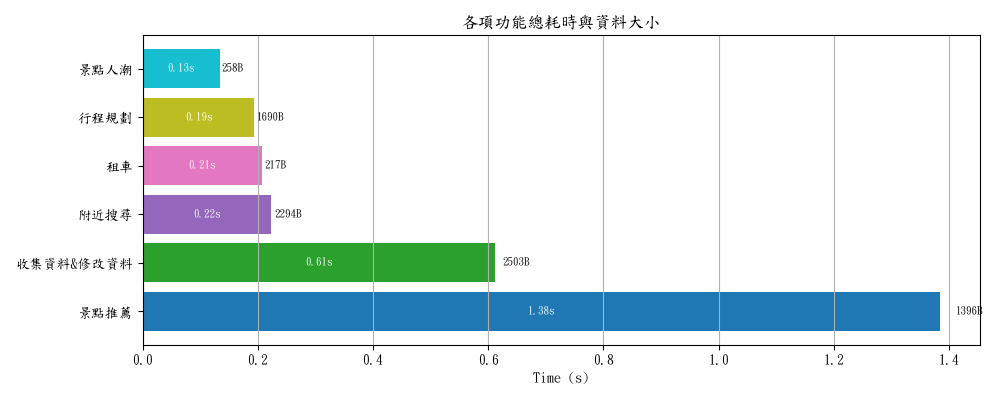 各項功能總耗時與資料大小
景點人潮 0.13s 258B
行程規劃 0.19s 1690B
租車 0.21s 217B
附近搜尋 0.22s 2294B
收集資料&修改資料 0.61s 2503B
景點推薦 1.38s 1396B
0.0 0.2 0.4 0.6 0.8 1.0 1.2 1.4
Time (s)